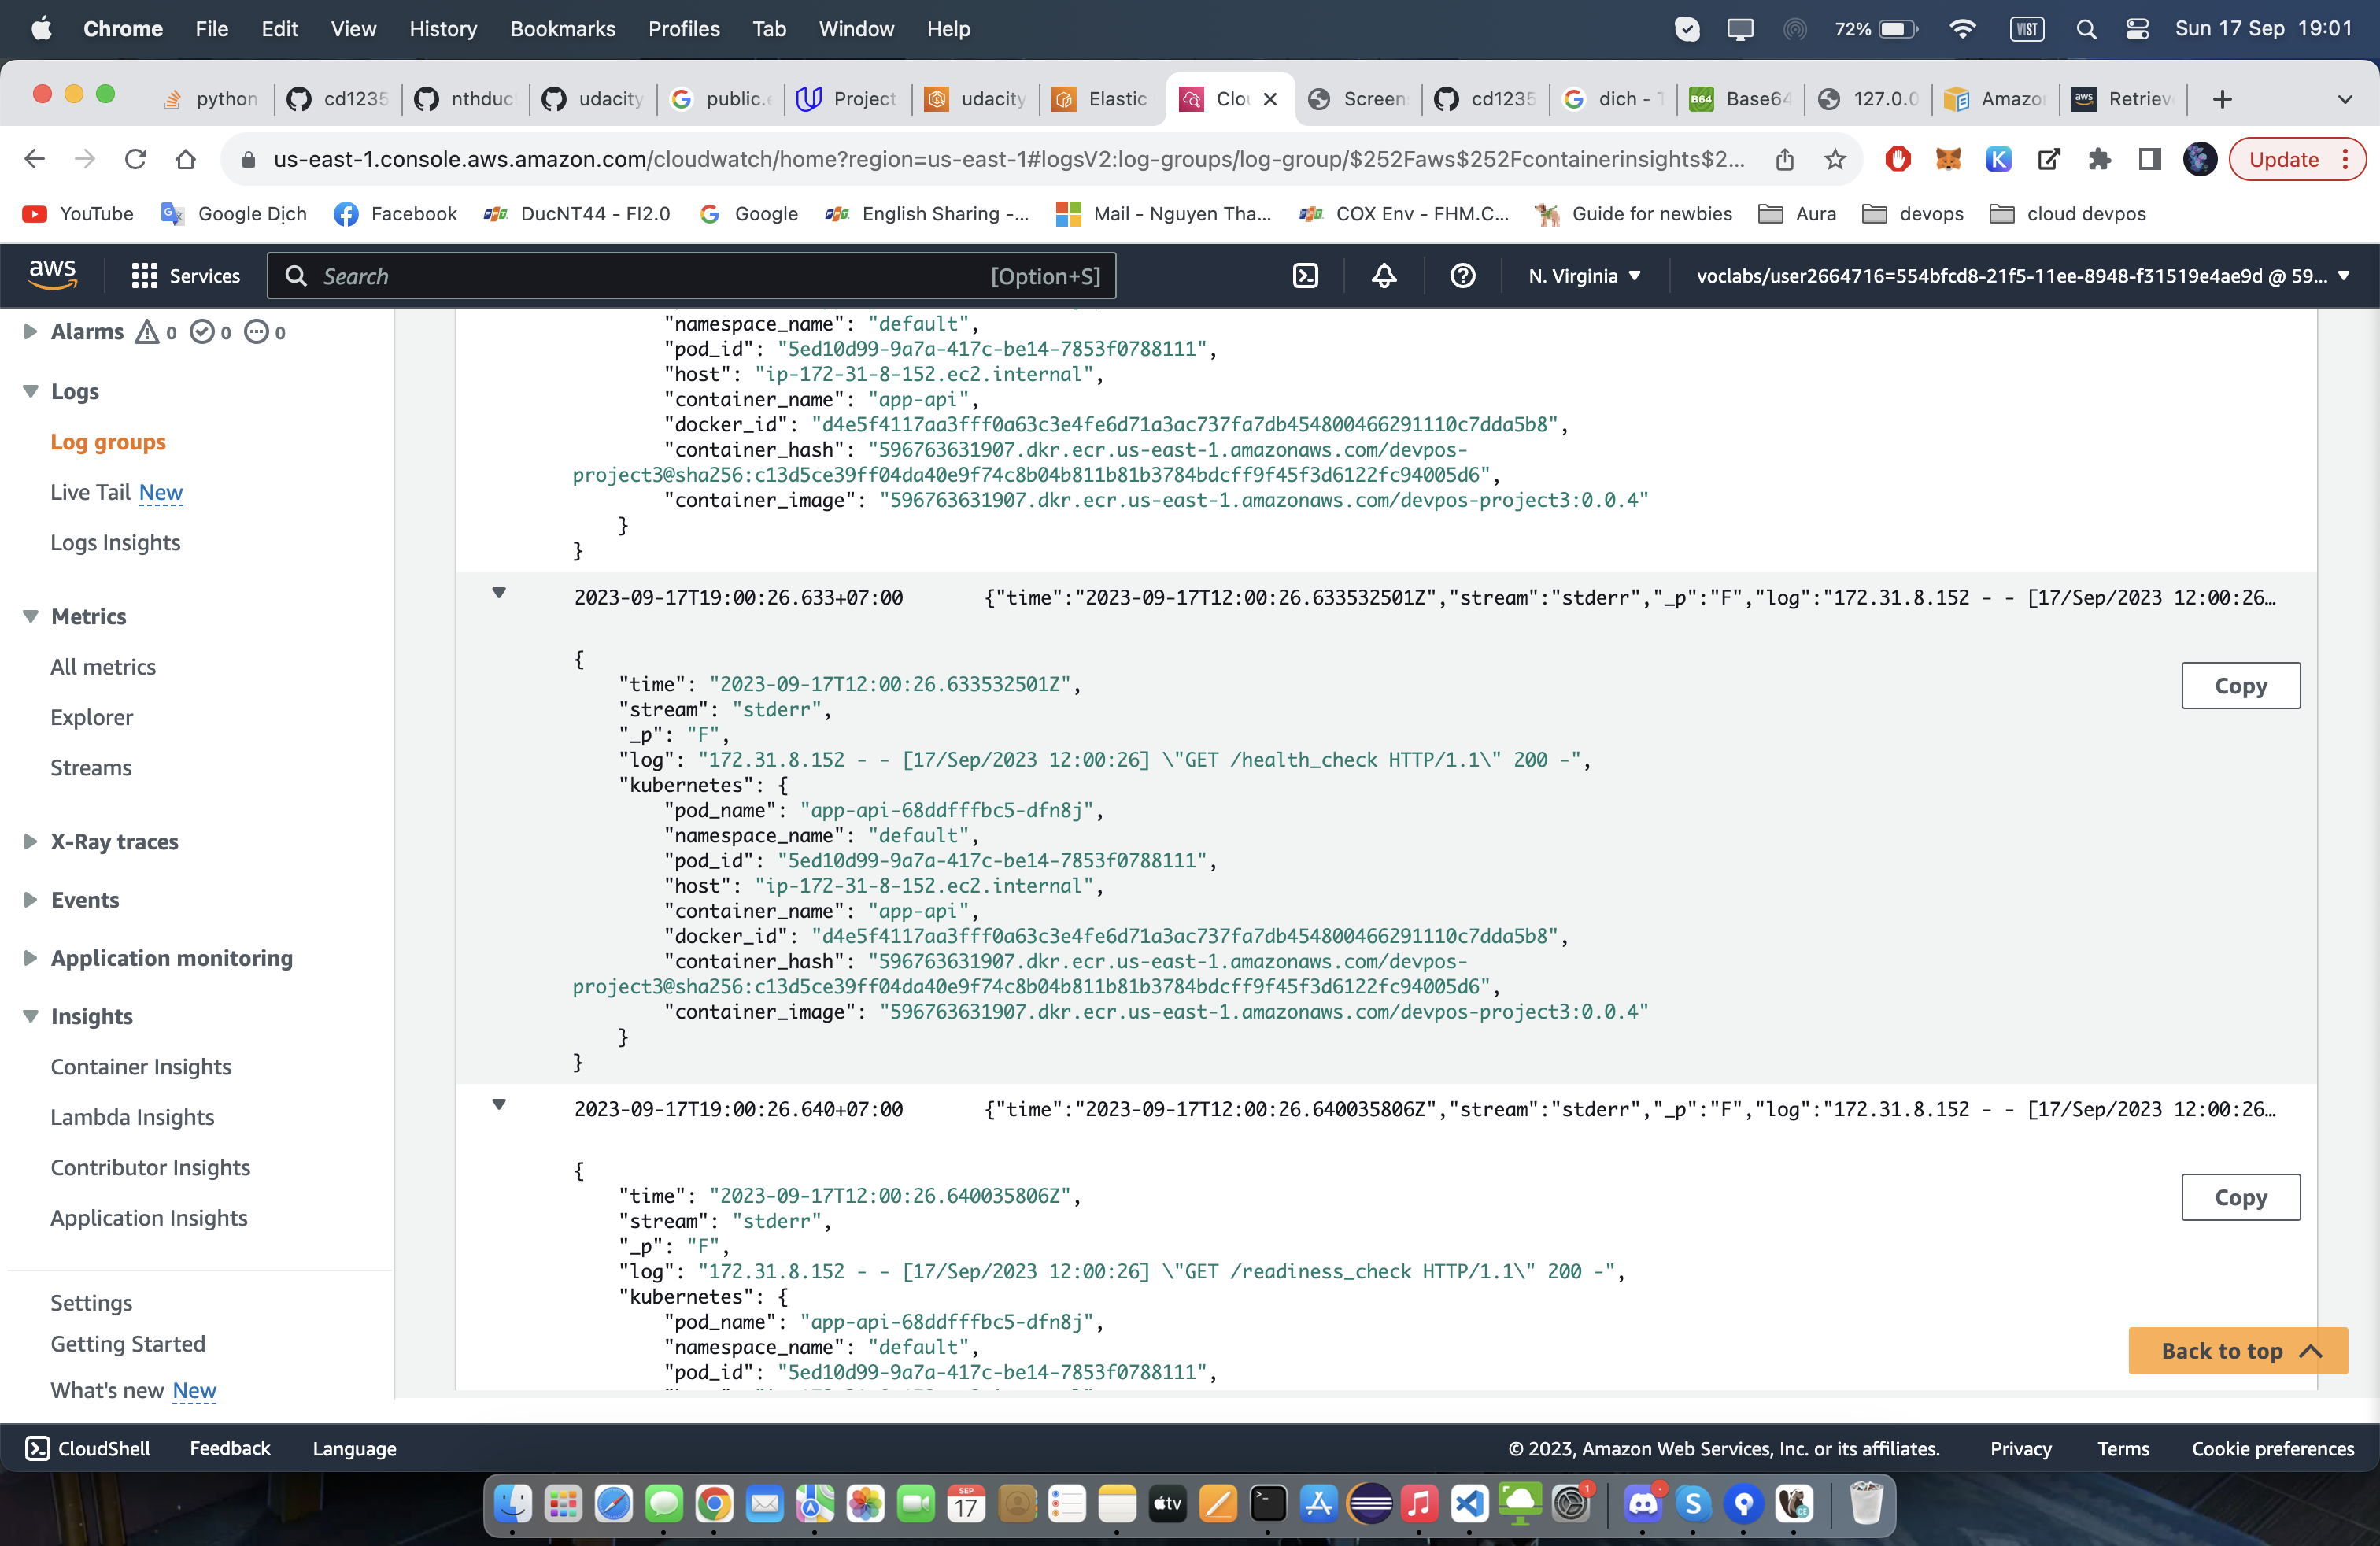 Chrome File Edit View History Bookmarks Profiles Tab Window Help 72% VIST Sun 17 Sep 19:01
python cd1235 nthduc udacity public.e Project udacity Elastic Clou Screen cd1235 dich - T B64 Base64 127.0.0 Amazo aws Retriev
us-east-1.console.aws.amazon.com/cloudwatch/home?region=us-east-1#logsV2:log-groups/log-group/$252Faws$252Fcontainerinsights$2... K Update
YouTube Google Dịch Facebook DucNT44 - FI2.0 Google English Sharing -... Mail - Nguyen Tha... COX Env - FHM.C... Guide for newbies Aura devops cloud devpos
aws Services Search [Option+S] N. Virginia voclabs/user2664716=554bfcd8-21f5-11ee-8948-f31519e4ae9d @ 59...
Alarms 0 0 0
Logs
Log groups
Live Tail New
Logs Insights
Metrics
All metrics
Explorer
Streams
X-Ray traces
Events
Application monitoring
Insights
Container Insights
Lambda Insights
Contributor Insights
Application Insights
Settings
Getting Started
What's new New
"namespace_name": "default",
"pod_id": "5ed10d99-9a7a-417c-be14-7853f0788111",
"host": "ip-172-31-8-152.ec2.internal",
"container_name": "app-api",
"docker_id": "d4e5f4117aa3fff0a63c3e4fe6d71a3ac737fa7db454800466291110c7dda5b8",
"container_hash": "596763631907.dkr.ecr.us-east-1.amazonaws.com/devpos-
project3@sha256:c13d5ce39ff04da40e9f74c8b04b811b81b3784bdcff9f45f3d6122fc94005d6",
"container_image": "596763631907.dkr.ecr.us-east-1.amazonaws.com/devpos-project3:0.0.4"
}
}
2023-09-17T19:00:26.633+07:00 {"time":"2023-09-17T12:00:26.633532501Z","stream":"stderr","_p":"F","log":"172.31.8.152 - - [17/Sep/2023 12:00:26...
{
Copy
"time": "2023-09-17T12:00:26.633532501Z",
"stream": "stderr",
"_p": "F",
"log": "172.31.8.152 - - [17/Sep/2023 12:00:26] \"GET /health_check HTTP/1.1\" 200 -",
"kubernetes": {
"pod_name": "app-api-68ddfffbc5-dfn8j",
"namespace_name": "default",
"pod_id": "5ed10d99-9a7a-417c-be14-7853f0788111",
"host": "ip-172-31-8-152.ec2.internal",
"container_name": "app-api",
"docker_id": "d4e5f4117aa3fff0a63c3e4fe6d71a3ac737fa7db454800466291110c7dda5b8",
"container_hash": "596763631907.dkr.ecr.us-east-1.amazonaws.com/devpos-
project3@sha256:c13d5ce39ff04da40e9f74c8b04b811b81b3784bdcff9f45f3d6122fc94005d6",
"container_image": "596763631907.dkr.ecr.us-east-1.amazonaws.com/devpos-project3:0.0.4"
}
}
2023-09-17T19:00:26.640+07:00 {"time":"2023-09-17T12:00:26.640035806Z","stream":"stderr","_p":"F","log":"172.31.8.152 - - [17/Sep/2023 12:00:26...
{
Copy
"time": "2023-09-17T12:00:26.640035806Z",
"stream": "stderr",
"_p": "F",
"log": "172.31.8.152 - - [17/Sep/2023 12:00:26] \"GET /readiness_check HTTP/1.1\" 200 -",
"kubernetes": {
"pod_name": "app-api-68ddfffbc5-dfn8j",
"namespace_name": "default",
"pod_id": "5ed10d99-9a7a-417c-be14-7853f0788111",
Back to top
CloudShell Feedback Language © 2023, Amazon Web Services, Inc. or its affiliates. Privacy Terms Cookie preferences
SEP 17 tv 1